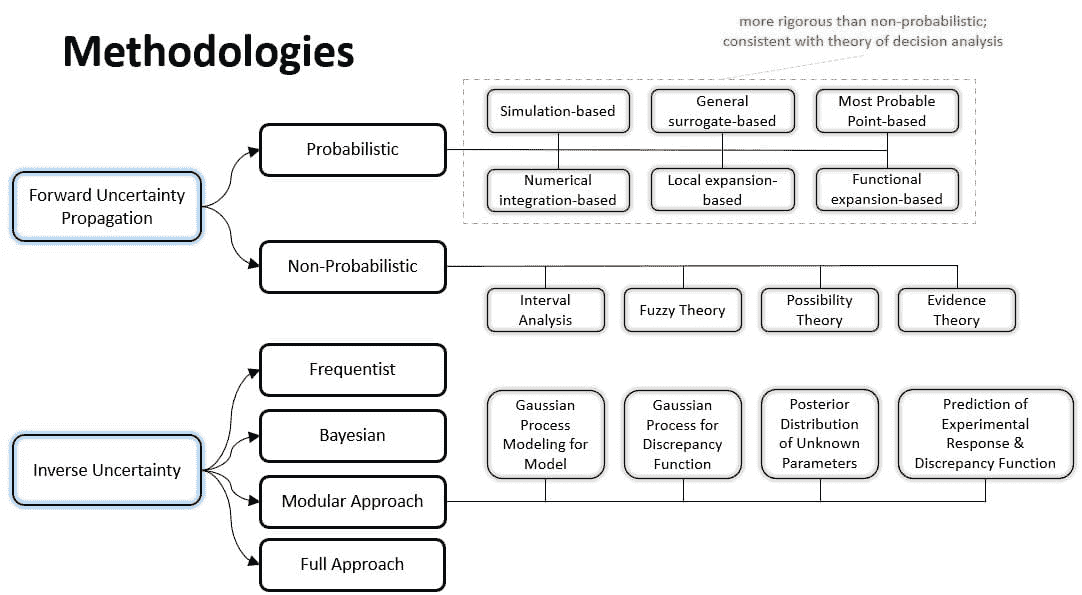 more rigorous than non-probabilistic;
consistent with theory of decision analysis
Methodologies
Simulation-based
General
surrogate-based
Most Probable
Point-based
Probabilistic
Numerical
integration-based
Local expansion-
based
Functional
expansion-based
Forward Uncertainty
Propagation
Non-Probabilistic
Interval
Analysis
Fuzzy Theory
Possibility
Theory
Evidence
Theory
Frequentist
Bayesian
Inverse Uncertainty
Modular Approach
Full Approach
Gaussian
Process
Modeling for
Model
Gaussian
Process for
Discrepancy
Function
Posterior
Distribution
of Unknown
Parameters
Prediction of
Experimental
Response &
Discrepancy Function